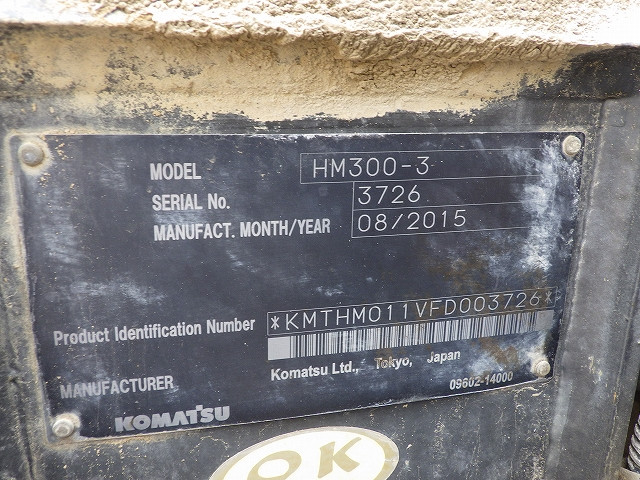 MODEL HM300-3
SERIAL No. 3726
MANUFACT. MONTH/YEAR 08/2015
Product Identification Number *KMTHM011VFD003726*
Komatsu Ltd., Tokyo, Japan
MANUFACTURER
09602-14000
KOMATSU
OK